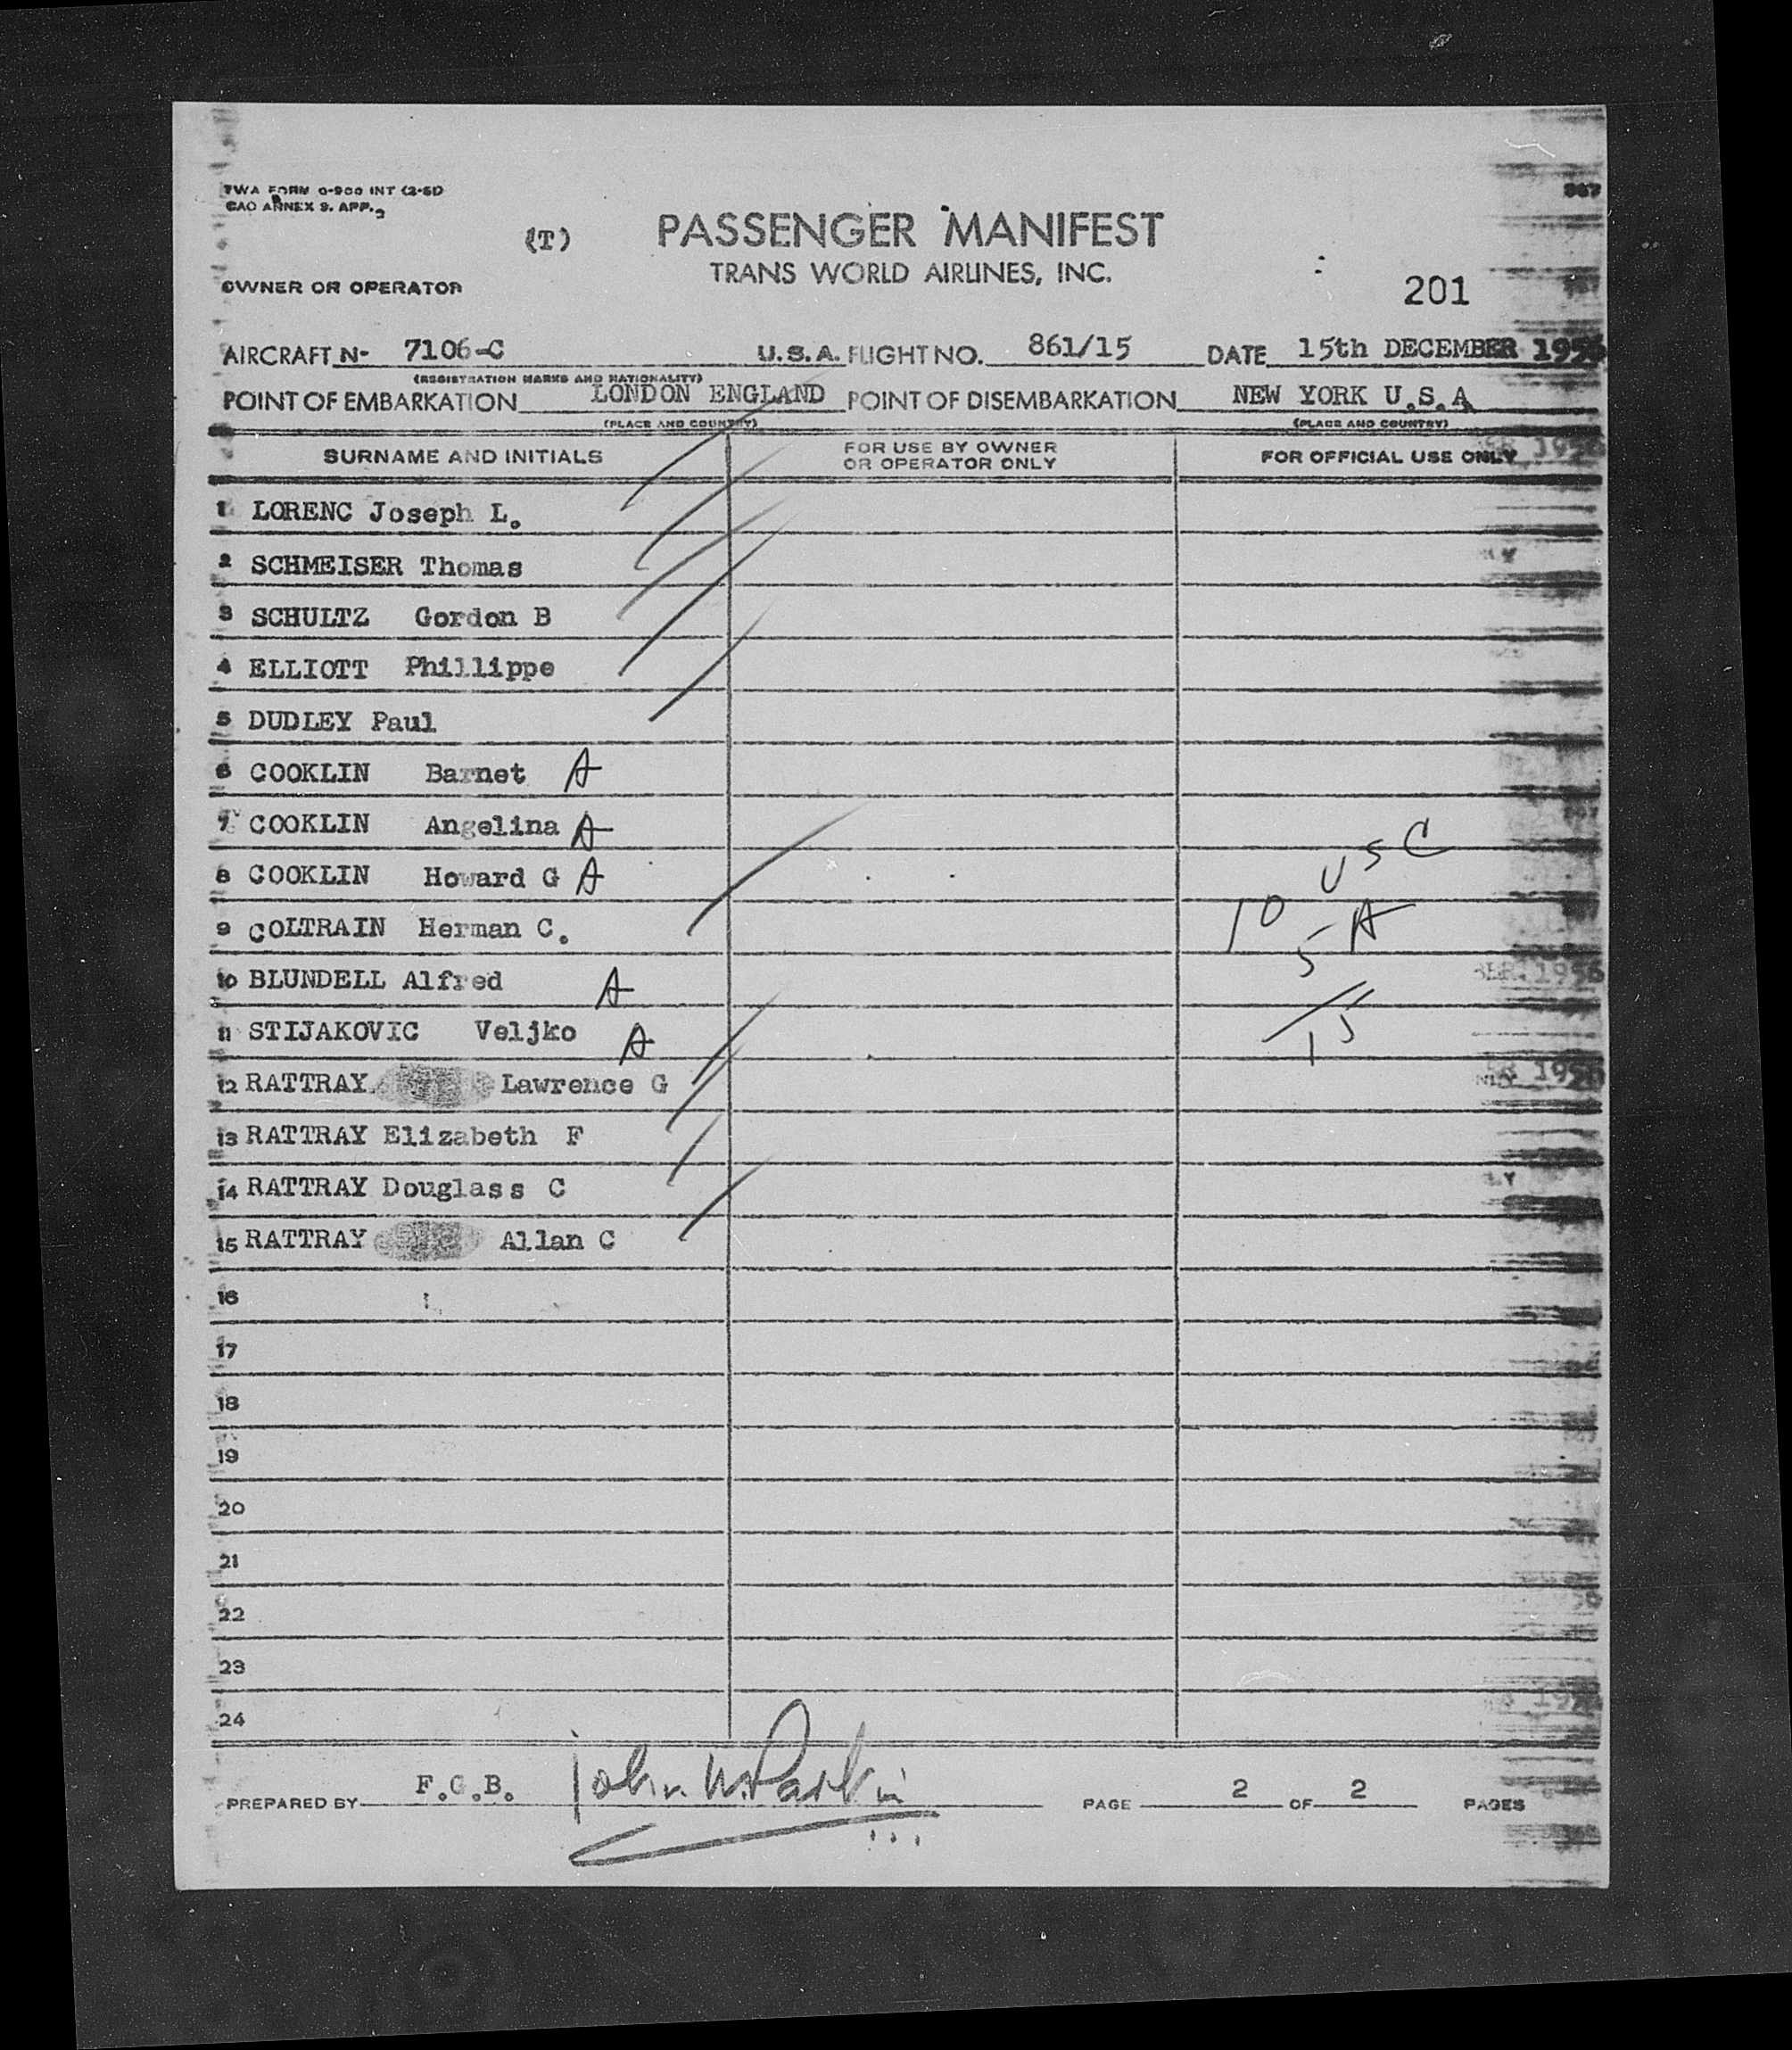 TWA FORM 0-900 INT (2-51)
CAO ANNEX 9. APP. 2
(T) PASSENGER MANIFEST
TRANS WORLD AIRLINES, INC.
OWNER OR OPERATOR
201
AIRCRAFT N- 7106-C U.S.A. FLIGHT NO. 861/15 DATE 15th DECEMBER 1956
(REGISTRATION MARKS AND NATIONALITY)
POINT OF EMBARKATION LONDON ENGLAND POINT OF DISEMBARKATION NEW YORK U.S.A
(PLACE AND COUNTRY) (PLACE AND COUNTRY)
SURNAME AND INITIALS FOR USE BY OWNER OR OPERATOR ONLY FOR OFFICIAL USE ONLY
1 LORENC Joseph L.
2 SCHMEISER Thomas
3 SCHULTZ Gordon B
4 ELLIOTT Phillippe
5 DUDLEY Paul
6 COOKLIN Barnet A
7 COOKLIN Angelina A
8 COOKLIN Howard G A
10 USC
9 COLTRAIN Herman C.
5 A
10 BLUNDELL Alfred A
15
11 STIJAKOVIC Veljko A
12 RATTRAY Lawrence G
13 RATTRAY Elizabeth F
14 RATTRAY Douglass C
15 RATTRAY Allan C
16
17
18
19
20
21
22
23
24
PREPARED BY F.C.B. John W. Parkin PAGE 2 OF 2 PAGES